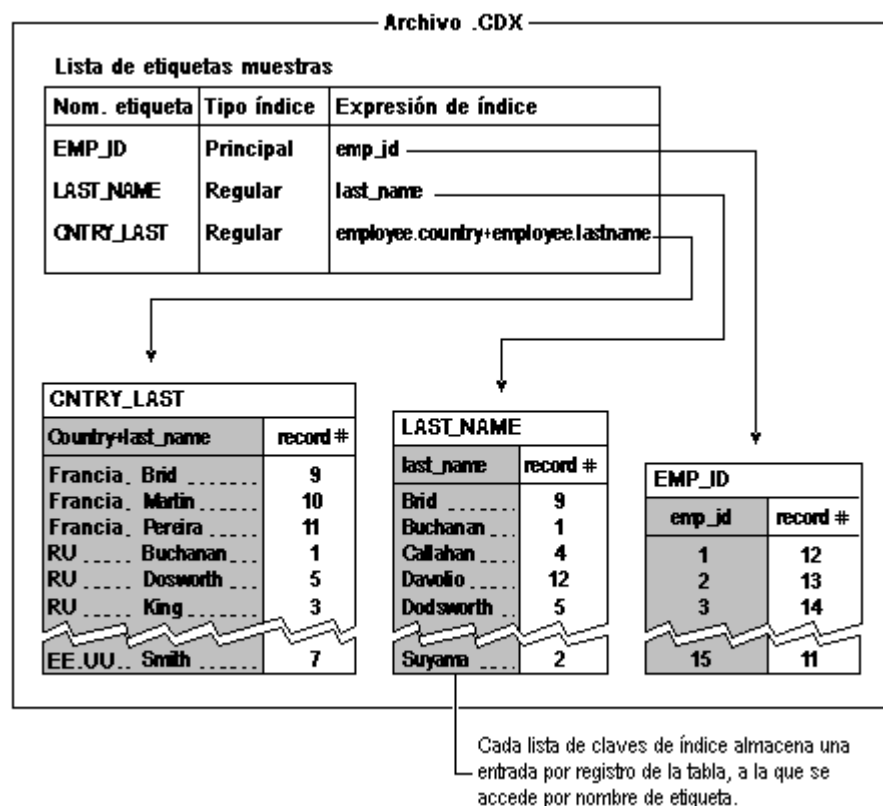 Archivo .CDX
Lista de etiquetas muestras
Nom. etiqueta Tipo índice Expresión de índice
EMP_ID Principal emp_id
LAST_NAME Regular last_name
CNTRY_LAST Regular employee.country+employee.lastname
CNTRY_LAST
Country+last_name record #
Francia. Brid ....... 9
Francia. Martin ..... 10
Francia. Pereira .... 11
RU ..... Buchanan ... 1
RU ..... Dosworth ... 5
RU ..... King ....... 3
EE.UU.. Smith ...... 7
LAST_NAME
last_name record #
Brid ........ 9
Buchanan .... 1
Callahan .... 4
Davolio ..... 12
Dodsworth .. 5
Suyama .... 2
EMP_ID
emp_id record #
1 12
2 13
3 14
15 11
Cada lista de claves de índice almacena una
entrada por registro de la tabla, a la que se
accede por nombre de etiqueta.